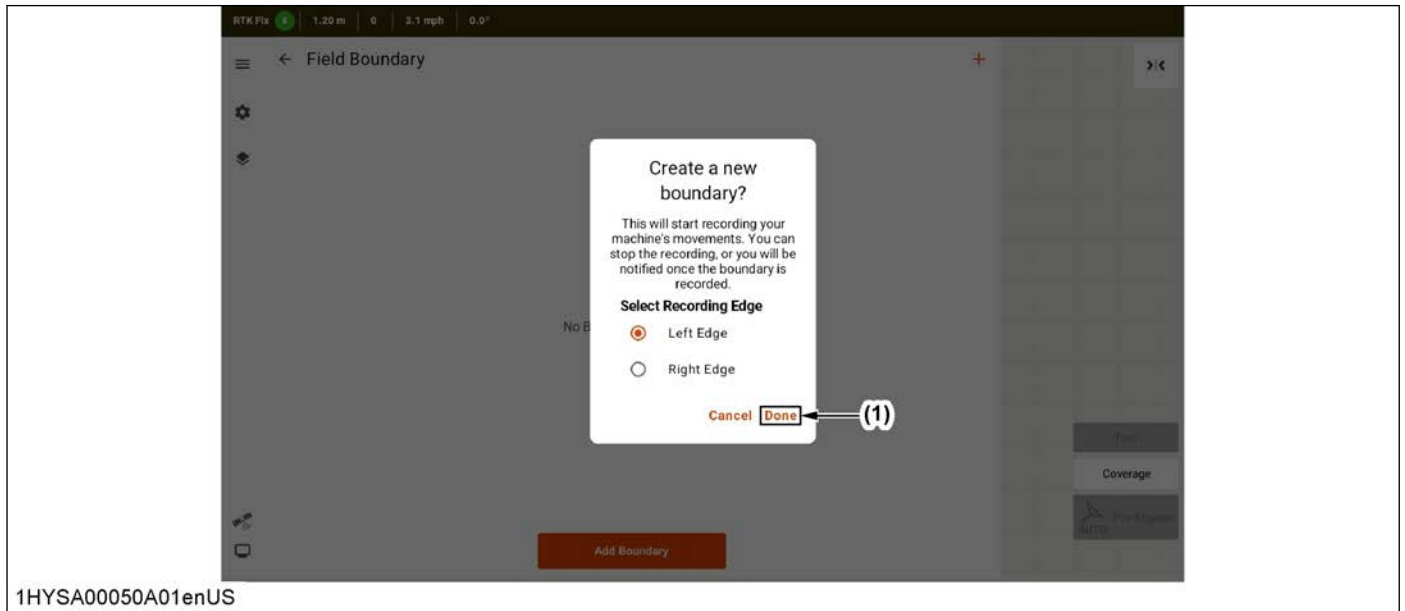 RTK Fix 1.20 m 0 3.1 mph 0.0°
Field Boundary
Create a new
boundary?
This will start recording your
machine's movements. You can
stop the recording, or you will be
notified once the boundary is
recorded.
Select Recording Edge
No B
Left Edge
Right Edge
Cancel Done (1)
Coverage
Add Boundary
1HYSA00050A01enUS